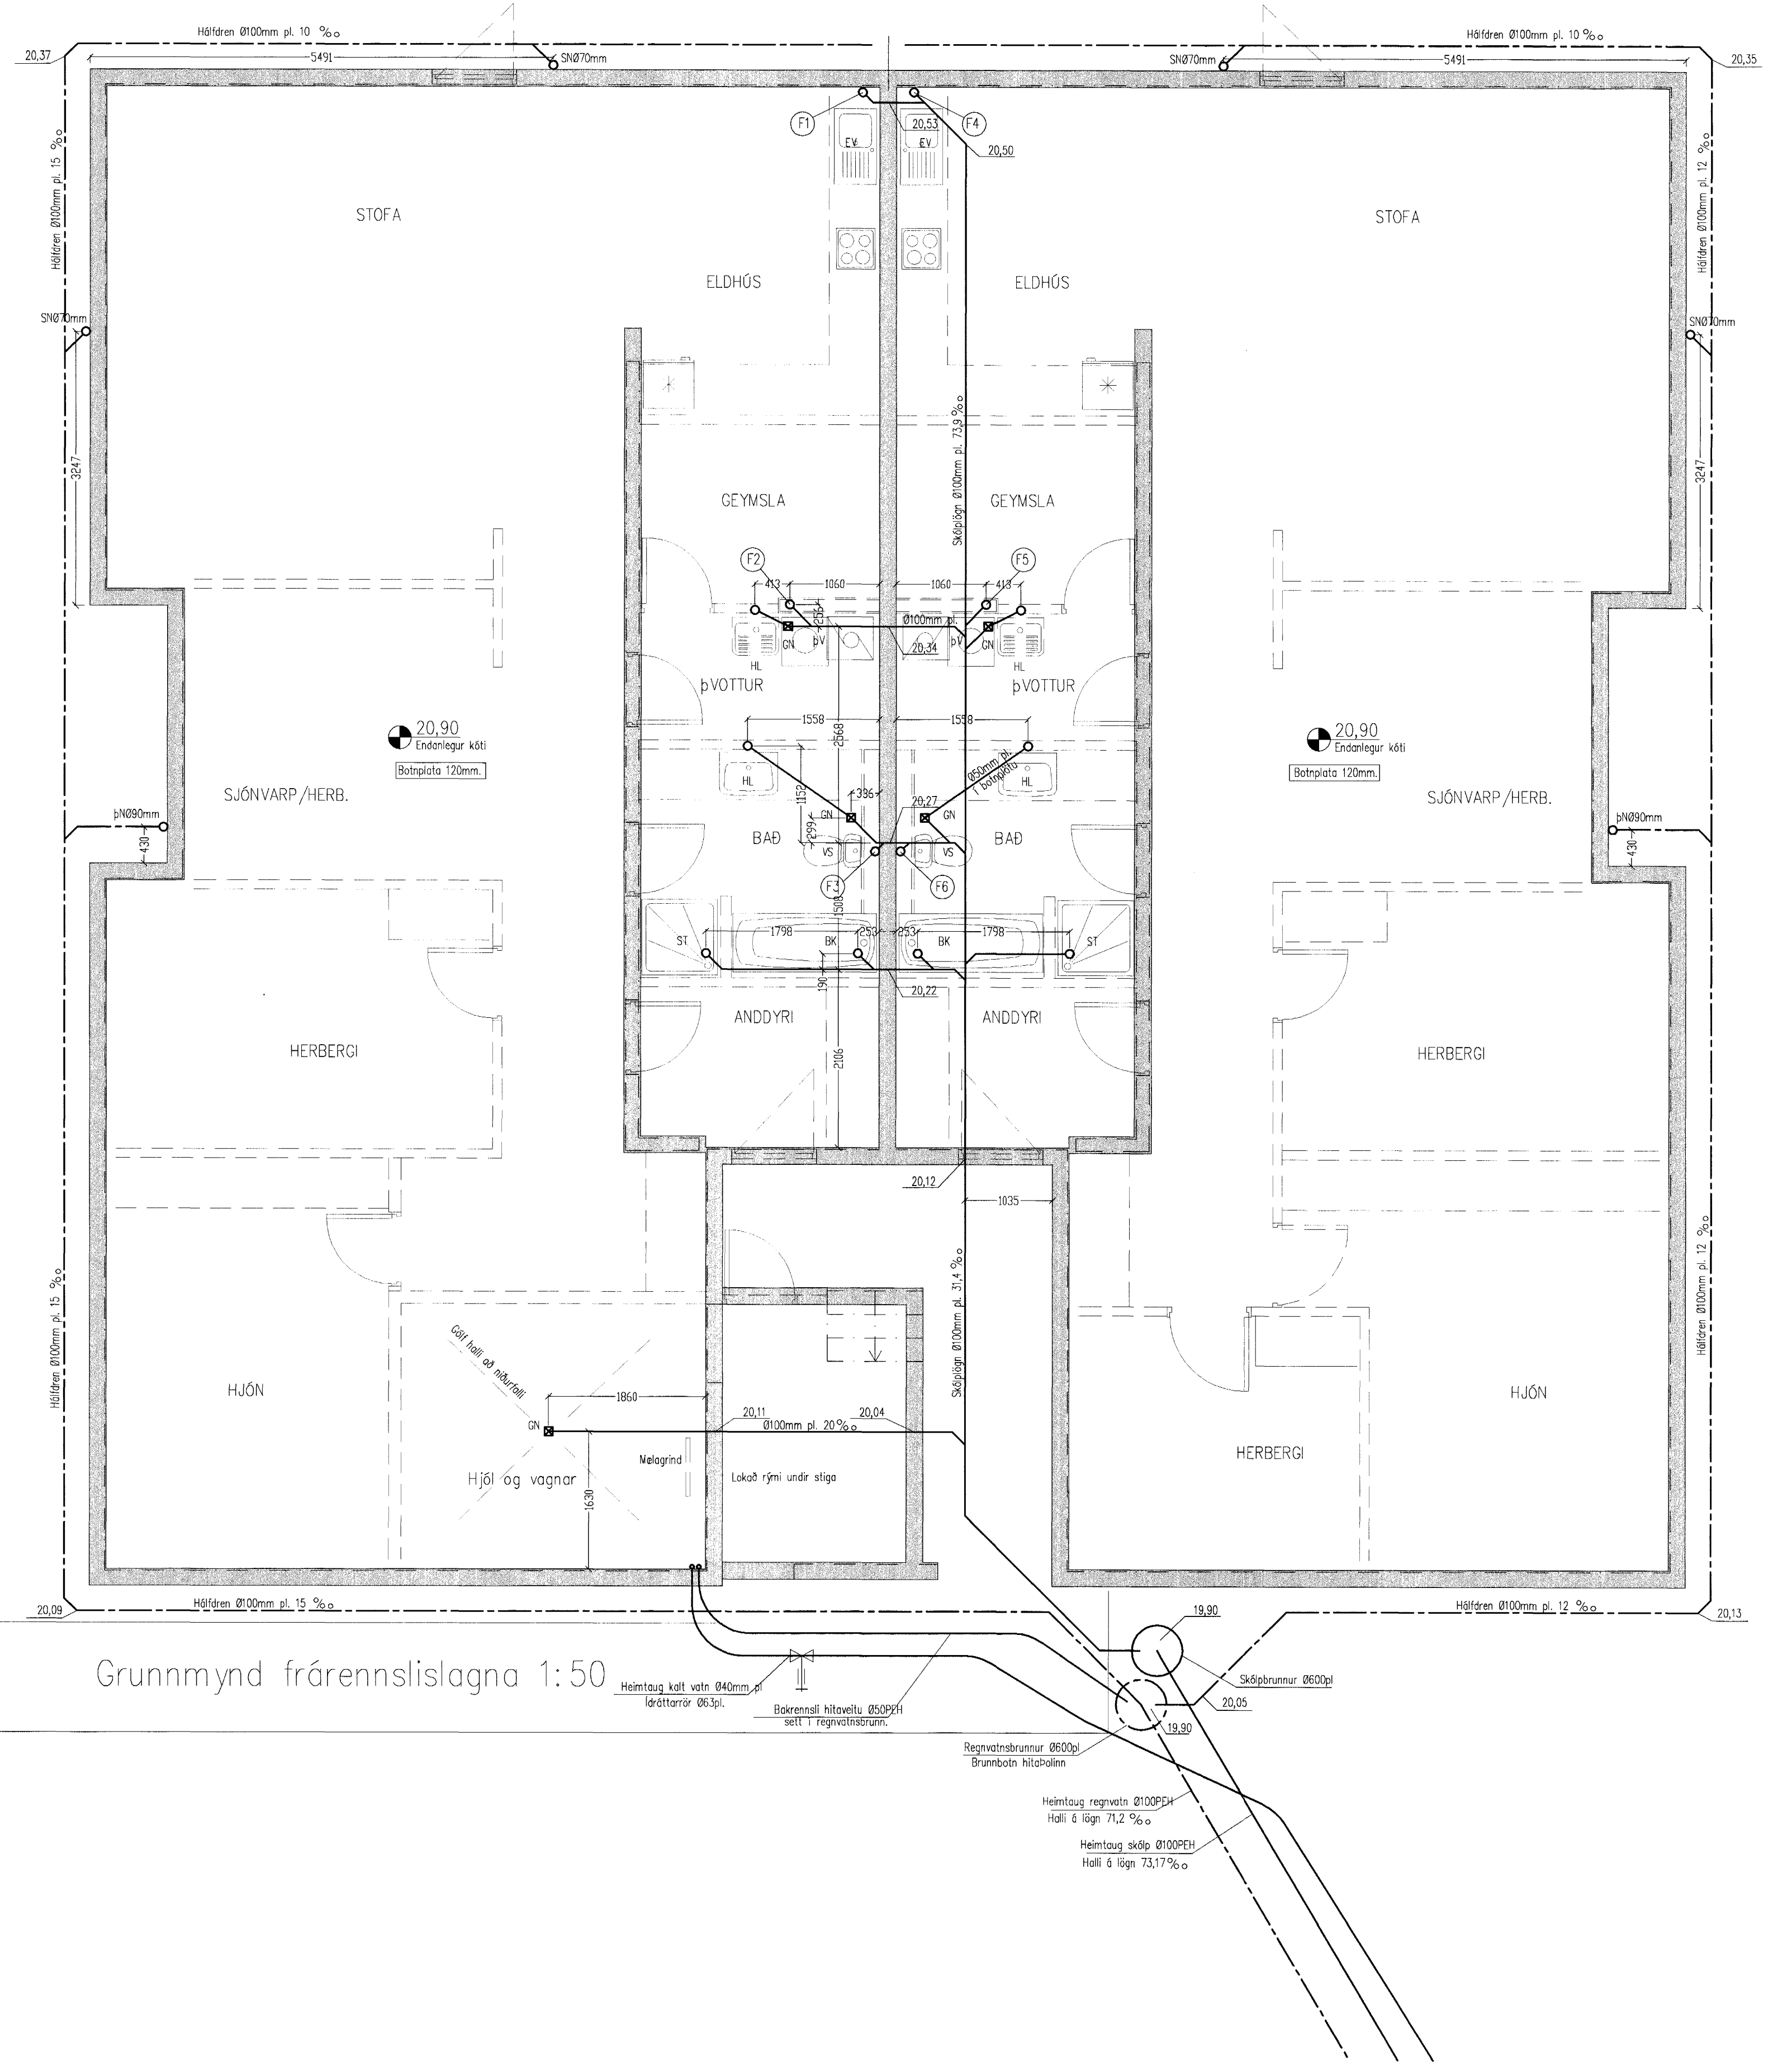 Hálfdren Ø100mm pl. 10 ‰
Hálfdren Ø100mm pl. 10 ‰
20,37
5491
SNØ70mm
SNØ70mm
5491
20,35
F1
20,53
F4
EV
EV
20,50
Hálfdren Ø100mm pl. 15 ‰
Hálfdren Ø100mm pl. 12 ‰
STOFA
STOFA
ELDHÚS
ELDHÚS
SNØ70mm
SNØ70mm
3247
3247
Skólplögn Ø100mm pl. 73,9 ‰
GEYMSLA
GEYMSLA
F2
F5
413
1060
1060
413
255
Ø100mm pl.
GN
þV
20,34
þV
GN
HL
HL
þVOTTUR
þVOTTUR
1558
2568
1558
20,90
Endanlegur kóti
Botnplata 120mm.
20,90
Endanlegur kóti
Botnplata 120mm.
HL
Ø50mm pl.
í botnplötu
HL
SJÓNVARP/HERB.
SJÓNVARP/HERB.
1152
336
20,27
þNØ90mm
þNØ90mm
GN
GN
299
430
430
BAÐ
BAÐ
VS
VS
F3
F6
1508
1798
253
253
1798
ST
BK
BK
ST
190
20,22
ANDDYRI
ANDDYRI
HERBERGI
HERBERGI
2106
20,12
1035
Hálfdren Ø100mm pl. 15 ‰
Skólplögn Ø100mm pl. 31,4 ‰
Hálfdren Ø100mm pl. 12 ‰
Gólf halli að niðurfalli
HJÓN
HJÓN
1860
GN
20,11
20,04
Ø100mm pl. 20‰
Mælagrind
HERBERGI
Hjól og vagnar
Lokað rými undir stiga
1630
20,09
Hálfdren Ø100mm pl. 15 ‰
19,90
Hálfdren Ø100mm pl. 12 ‰
20,13
Grunnmynd frárennslislagna 1:50
Heimtaug kalt vatn Ø40mm pl
Ídráttarrör Ø63pl.
Bakrennsli hitaveitu Ø50PEH
sett í regnvatnsbrunn.
Skólpbrunnur Ø600pl
20,05
19,90
Regnvatnsbrunnur Ø600pl
Brunnbotn hitaþolinn
Heimtaug regnvatn Ø100PEH
Halli á lögn 71,2 ‰
Heimtaug skólp Ø100PEH
Halli á lögn 73,17‰